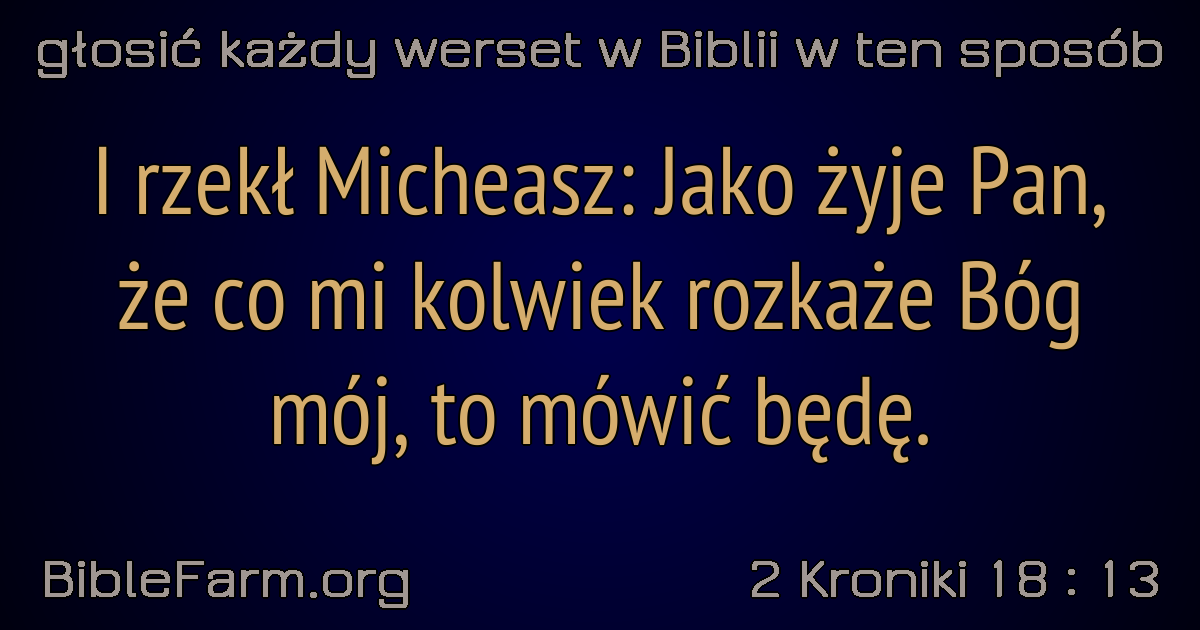 głosić każdy werset w Biblii w ten sposób
I rzekł Micheasz: Jako żyje Pan,
że co mi kolwiek rozkaże Bóg
mój, to mówić będę.
BibleFarm.org
2 Kroniki 18 : 13